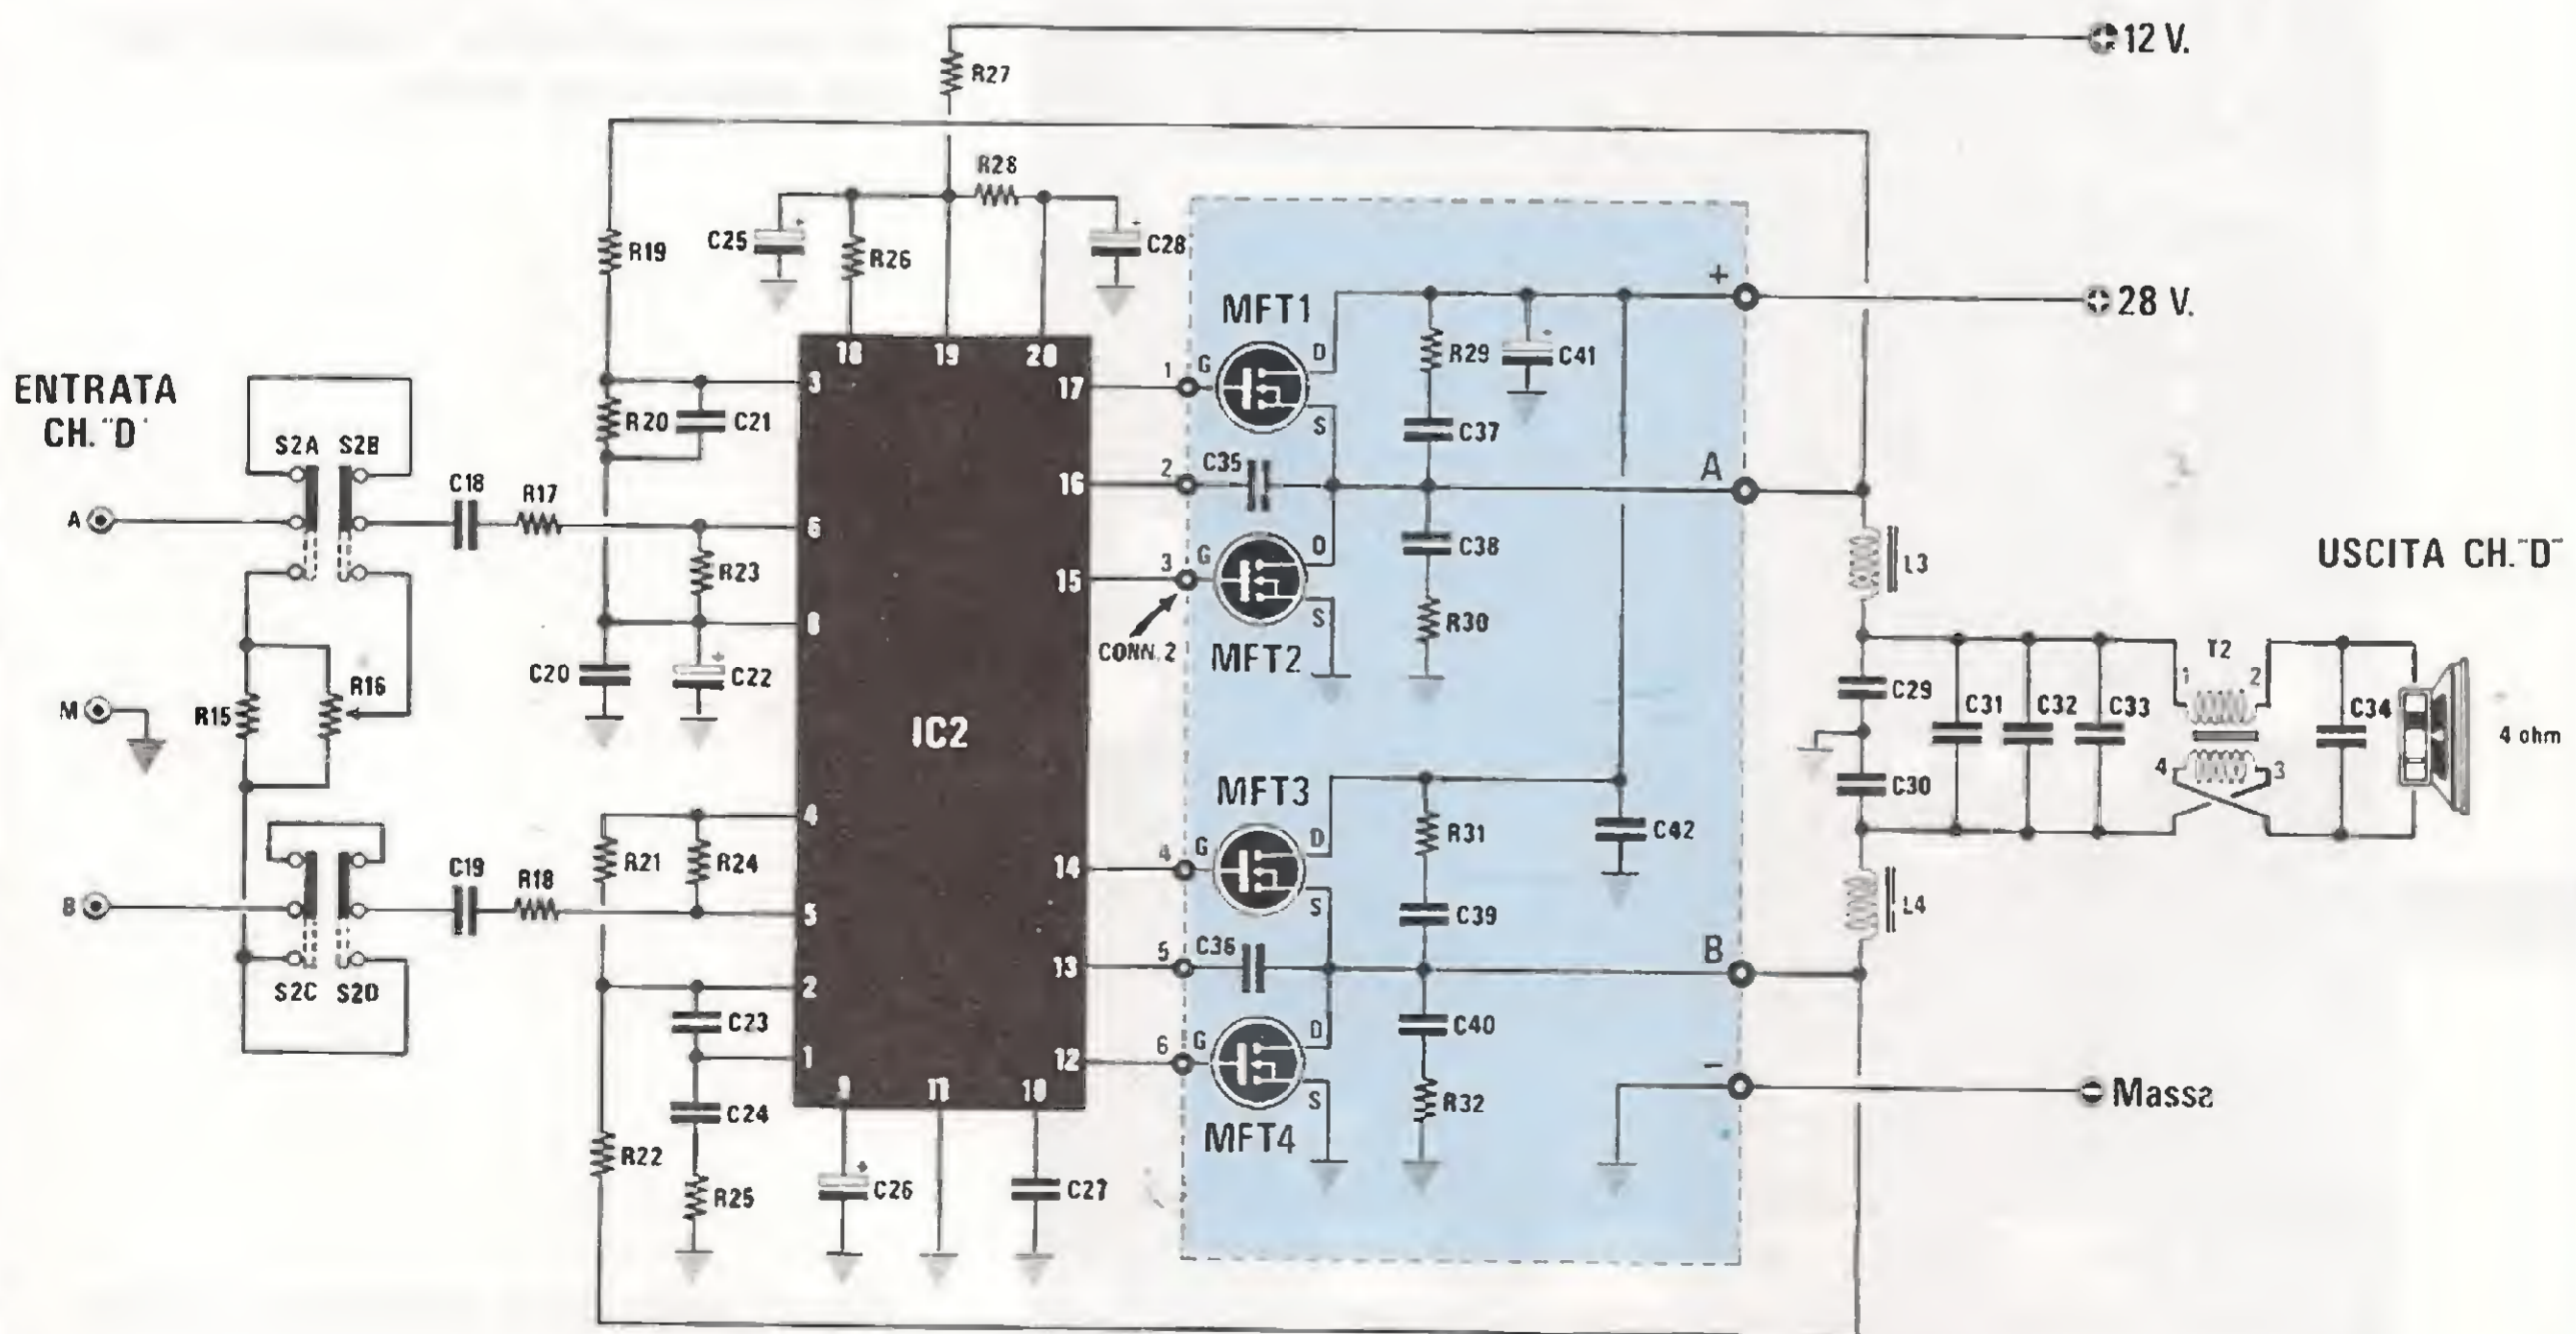 12 V.
R27
R28
C25
R26
C28
R19
28 V.
MFT1
ENTRATA
CH. "D"
18
19
20
3
17
1
G
D
S
R29
C41
R20
C21
S2A
S2B
C37
A
C18
R17
6
16
2
C35
A
R23
15
3
G
D
S
C38
L3
USCITA CH. "D"
8
CONN. 2
MFT2
R30
C20
C22
T2
1
2
R15
R16
M
IC2
C29
C31
C32
C33
C34
4 ohm
4
3
C30
MFT3
4
R21
R24
14
4
G
D
S
R31
C42
C19
R18
B
5
C39
L4
13
5
C36
B
S2C
S2D
2
C23
1
12
6
G
D
S
C40
Massa
9
11
10
C24
MFT4
R32
R22
R25
C26
C27